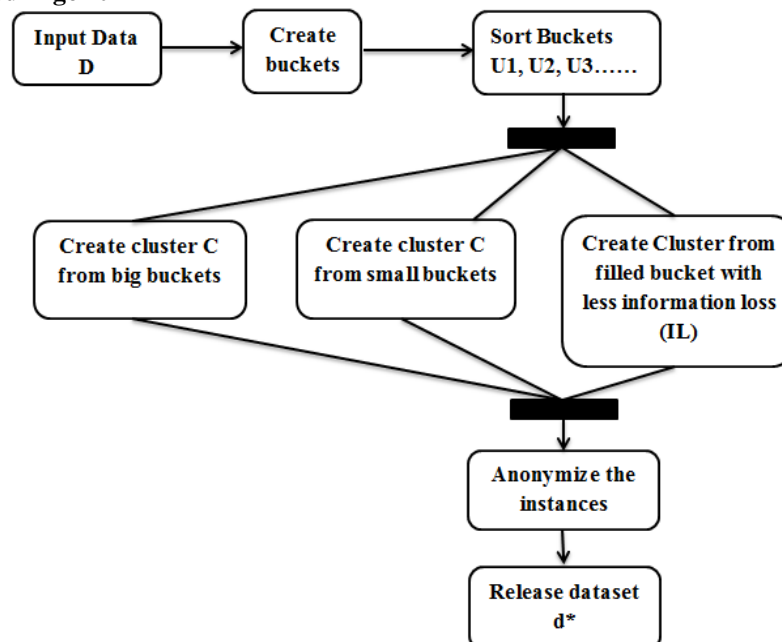 Input Data
D
Create
buckets
Sort Buckets
U1, U2, U3......
Create cluster C
from big buckets
Create cluster C
from small buckets
Create Cluster from
filled bucket with
less information loss
(IL)
Anonymize the
instances
Release dataset
d*